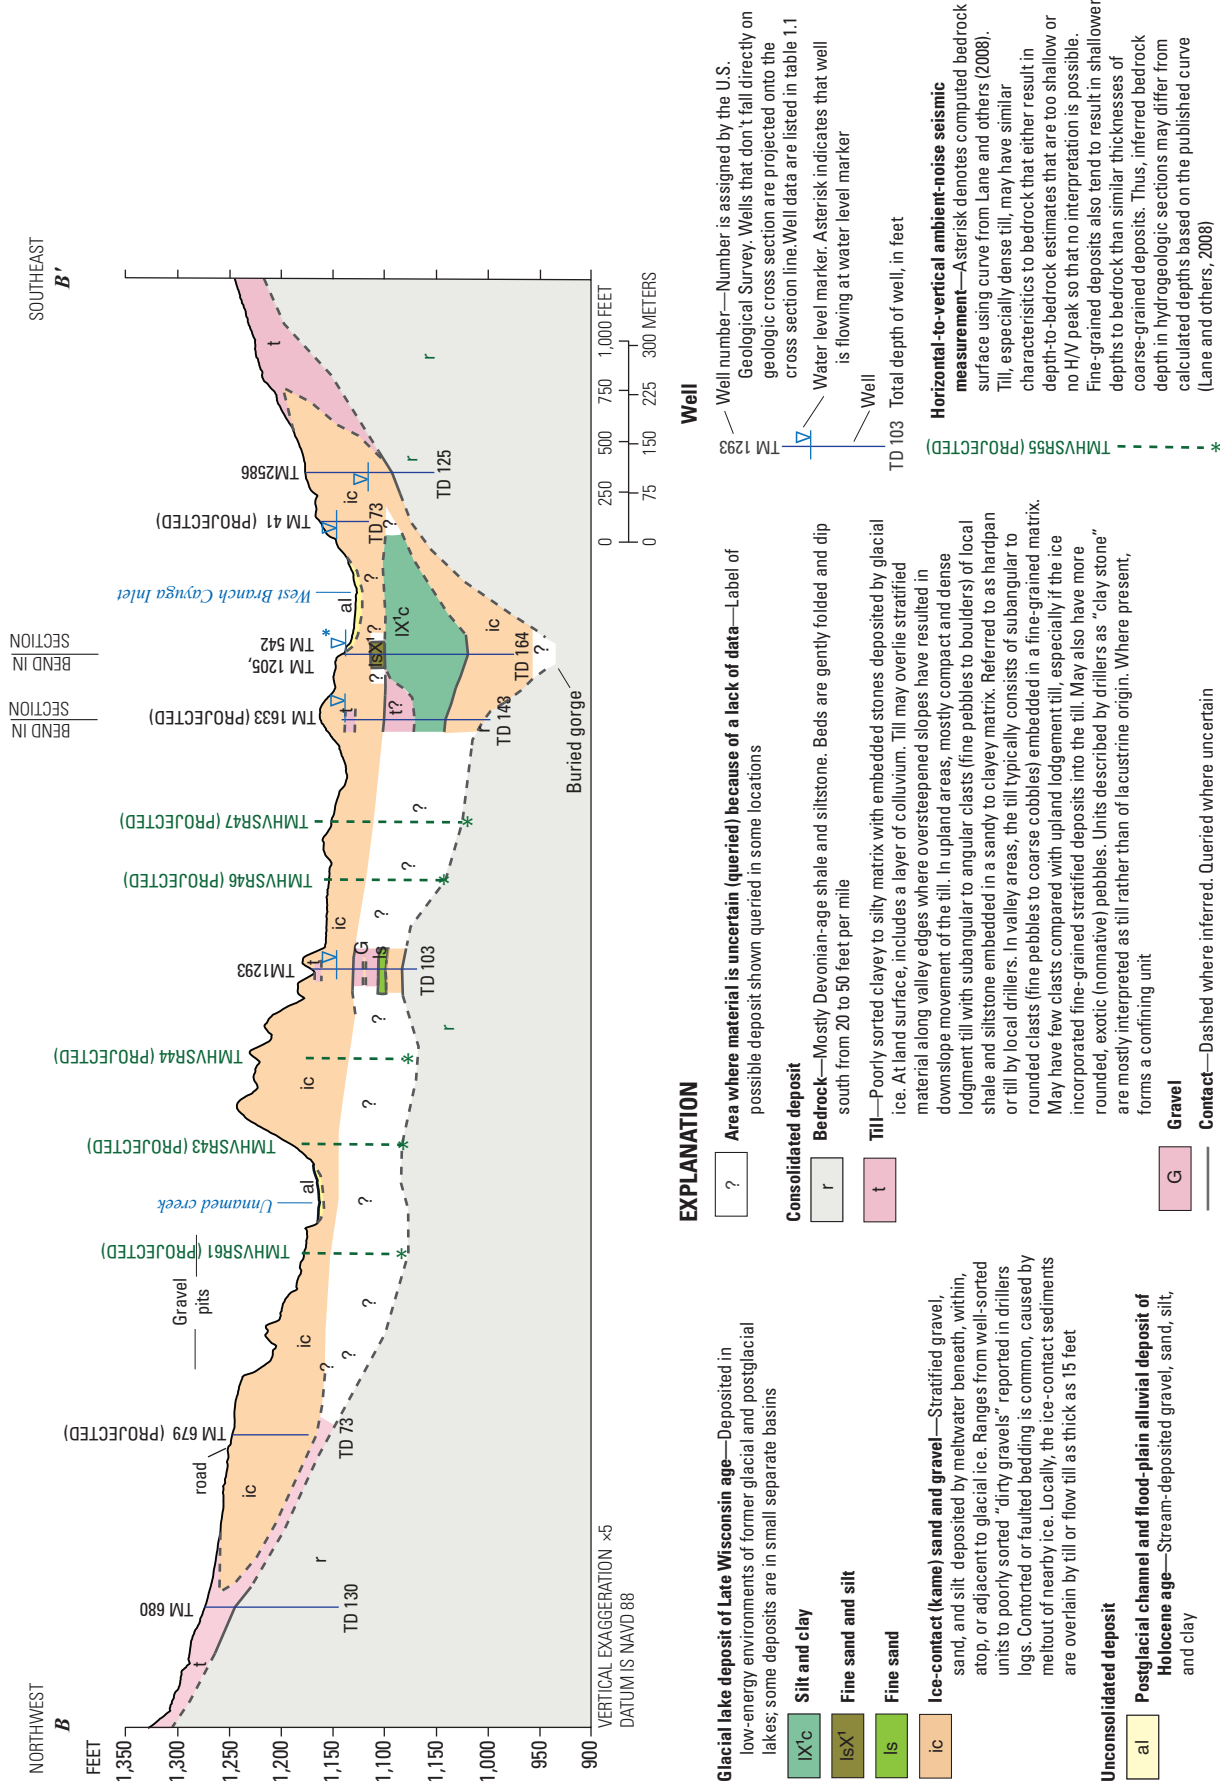 NORTHWEST
B
SOUTHEAST
B′
FEET
1,350
1,300
1,250
1,200
1,150
1,100
1,050
1,000
950
900
VERTICAL EXAGGERATION ×5
DATUM IS NAVD 88
t
TM 680
TD 130
r
road
ic
TM 679 (PROJECTED)
TD 73
Gravel
pits
ic
?
?
?
TMHVSR61 (PROJECTED)
*
Unnamed creek
al
?
TMHVSR43 (PROJECTED)
*
?
ic
TMHVSR44 (PROJECTED)
*
?
r
TM1293
t
G
ls
TD 103
ic
?
TMHVSR46 (PROJECTED)
*
?
TMHVSR47 (PROJECTED)
*
?
BEND IN
SECTION
TM 1633 (PROJECTED)
t
t?
r
TD 143
BEND IN
SECTION
TM 1205,
TM 542
*
?
lsX¹
?
lX¹c
ic
TD 164
?
Buried gorge
West Branch Cayuga Inlet
al
?
TM 41 (PROJECTED)
TD 73
?
ic
TM2586
TD 125
r
t
r
0 250 500 750 1,000 FEET
0 75 150 225 300 METERS
EXPLANATION
Glacial lake deposit of Late Wisconsin age—Deposited in
low-energy environments of former glacial and postglacial
lakes; some deposits are in small separate basins
lX¹c
Silt and clay
lsX¹
Fine sand and silt
ls
Fine sand
ic
Ice-contact (kame) sand and gravel—Stratified gravel,
sand, and silt deposited by meltwater beneath, within,
atop, or adjacent to glacial ice. Ranges from well-sorted
units to poorly sorted “dirty gravels” reported in drillers
logs. Contorted or faulted bedding is common, caused by
meltout of nearby ice. Locally, the ice-contact sediments
are overlain by till or flow till as thick as 15 feet
Unconsolidated deposit
al
Postglacial channel and flood-plain alluvial deposit of
Holocene age—Stream-deposited gravel, sand, silt,
and clay
?
Area where material is uncertain (queried) because of a lack of data—Label of
possible deposit shown queried in some locations
Consolidated deposit
r
Bedrock—Mostly Devonian-age shale and siltstone. Beds are gently folded and dip
south from 20 to 50 feet per mile
t
Till—Poorly sorted clayey to silty matrix with embedded stones deposited by glacial
ice. At land surface, includes a layer of colluvium. Till may overlie stratified
material along valley edges where oversteepened slopes have resulted in
downslope movement of the till. In upland areas, mostly compact and dense
lodgment till with subangular to angular clasts (fine pebbles to boulders) of local
shale and siltstone embedded in a sandy to clayey matrix. Referred to as hardpan
or till by local drillers. In valley areas, the till typically consists of subangular to
rounded clasts (fine pebbles to coarse cobbles) embedded in a fine-grained matrix.
May have few clasts compared with upland lodgement till, especially if the ice
incorporated fine-grained stratified deposits into the till. May also have more
rounded, exotic (nonnative) pebbles. Units described by drillers as “clay stone”
are mostly interpreted as till rather than of lacustrine origin. Where present,
forms a confining unit
G
Gravel
Contact—Dashed where inferred. Queried where uncertain
Well
TM 1293
TD 103
Well number—Number is assigned by the U.S.
Geological Survey. Wells that don’t fall directly on
geologic cross section are projected onto the
cross section line.Well data are listed in table 1.1
Water level marker. Asterisk indicates that well
is flowing at water level marker
Well
Total depth of well, in feet
TMHVSR55 (PROJECTED)
*
Horizontal-to-vertical ambient-noise seismic
measurement—Asterisk denotes computed bedrock
surface using curve from Lane and others (2008).
Till, especially dense till, may have similar
characterisitics to bedrock that either result in
depth-to-bedrock estimates that are too shallow or
no H/V peak so that no interpretation is possible.
Fine-grained deposits also tend to result in shallower
depths to bedrock than similar thicknesses of
coarse-grained deposits. Thus, inferred bedrock
depth in hydrogeologic sections may differ from
calculated depths based on the published curve
(Lane and others, 2008)